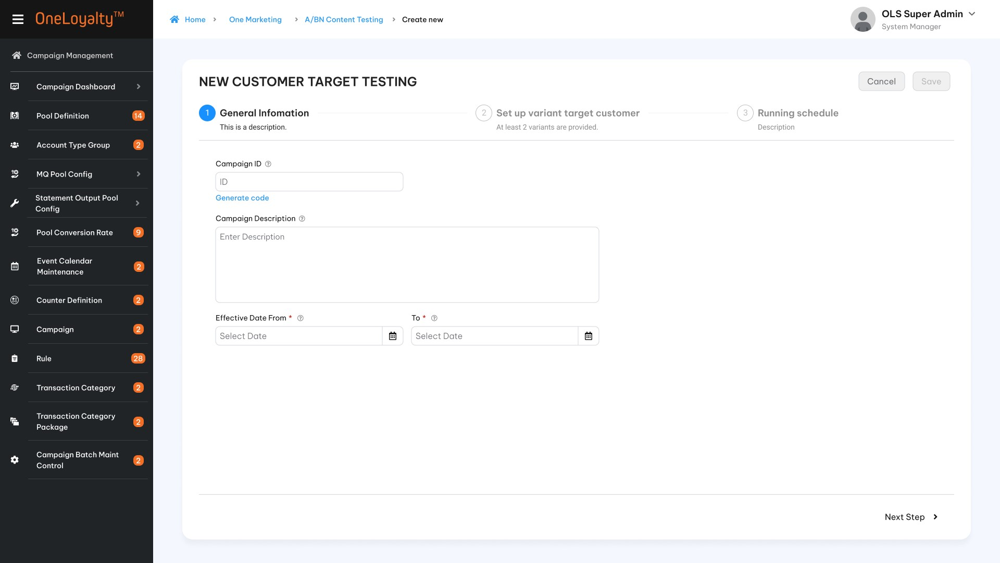 OneLoyalty™
Home
One Marketing
A/BN Content Testing
Create new
OLS Super Admin
System Manager
Campaign Management
Campaign Dashboard
Pool Definition 14
Account Type Group 2
MQ Pool Config
Statement Output Pool
Config
Pool Conversion Rate 9
Event Calendar
Maintenance 2
Counter Definition 2
Campaign 2
Rule 28
Transaction Category 2
Transaction Category
Package 2
Campaign Batch Maint
Control 2
NEW CUSTOMER TARGET TESTING
Cancel
Save
1 General Infomation
This is a description.
2 Set up variant target customer
At least 2 variants are provided.
3 Running schedule
Description
Campaign ID ?
ID
Generate code
Campaign Description ?
Enter Description
Effective Date From * ?
Select Date
To * ?
Select Date
Next Step